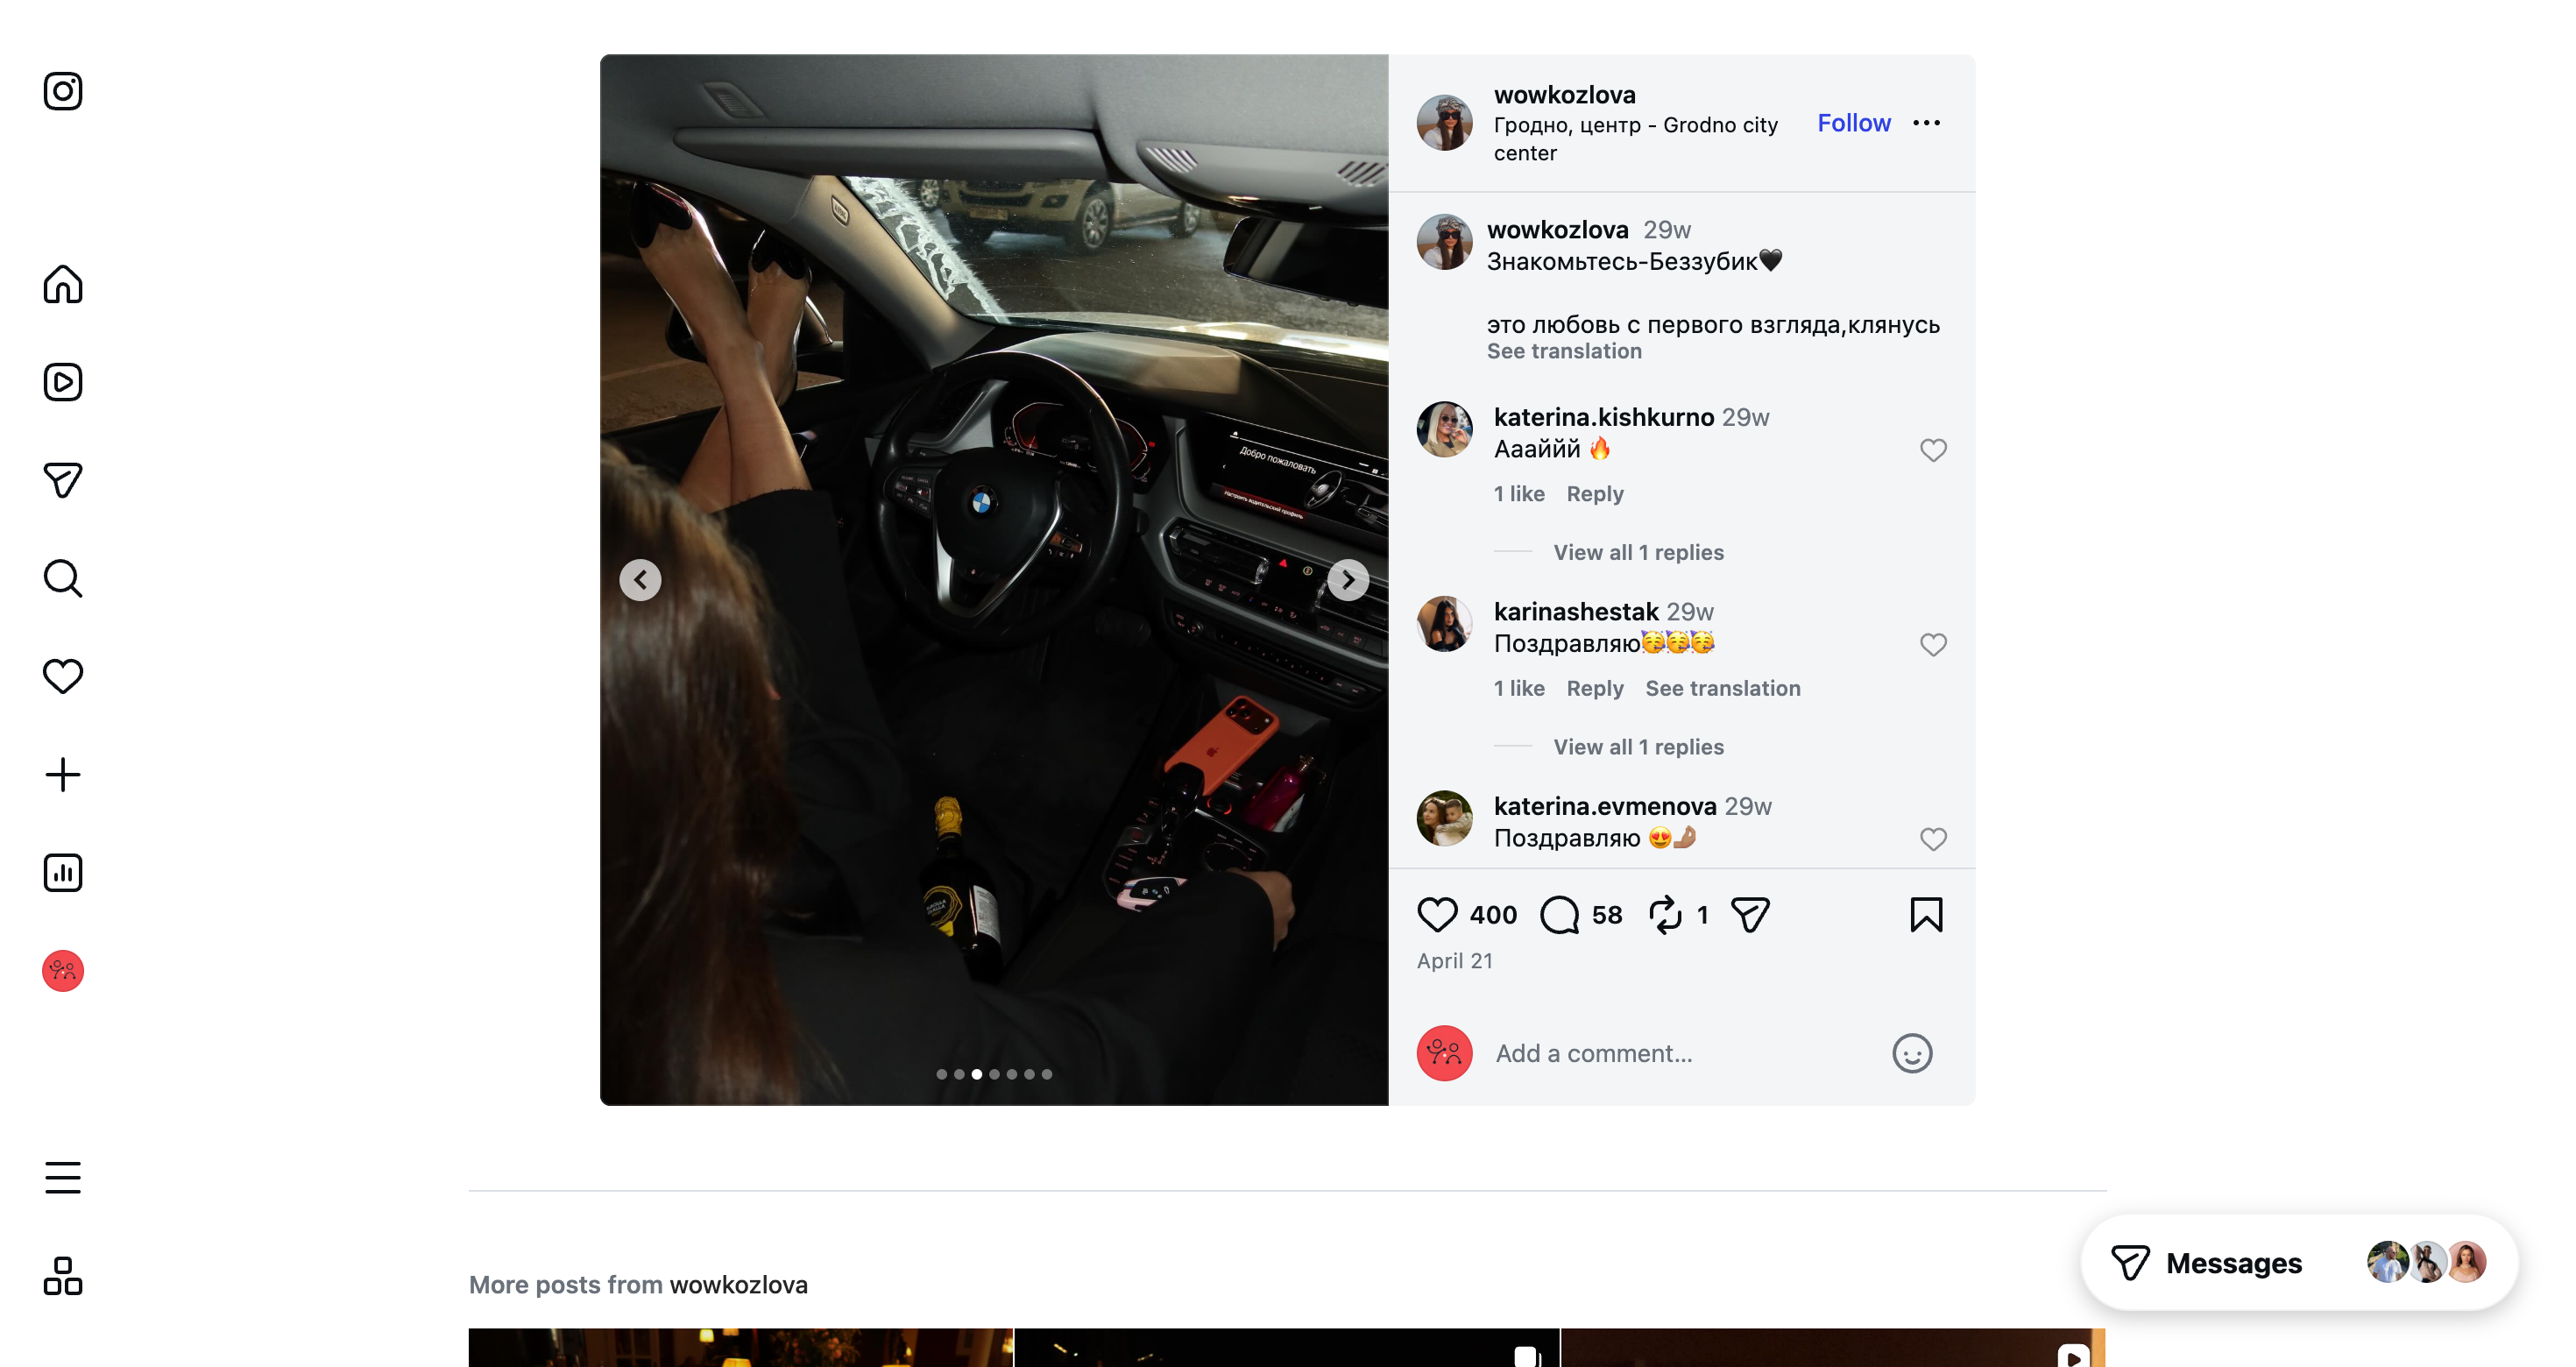 wowkozlova
Гродно, центр - Grodno city
center
Follow
wowkozlova 29w
Знакомьтесь-Беззубик🖤
это любовь с первого взгляда,клянусь
See translation
katerina.kishkurno 29w
Аааййй 🔥
1 like Reply
View all 1 replies
karinashestak 29w
Поздравляю🥳🥳🥳
1 like Reply See translation
View all 1 replies
katerina.evmenova 29w
Поздравляю 😍🤌🏽
400 58 1
April 21
Add a comment...
Добро пожаловать
Настроить водительский профиль
More posts from wowkozlova
Messages